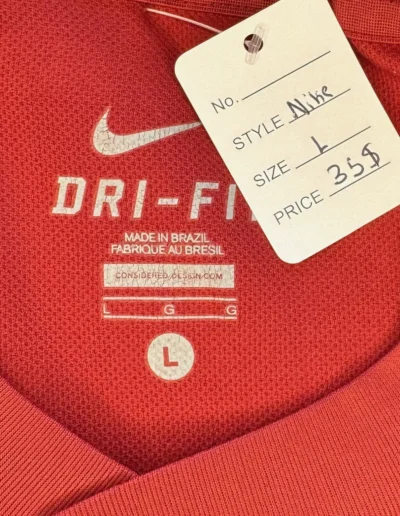 No.
STYLE Nike
SIZE L
PRICE 35$
DRI-FI
MADE IN BRAZIL
FABRIQUE AU BRESIL
CONSIDERED-DESIGN.COM
L G G
L